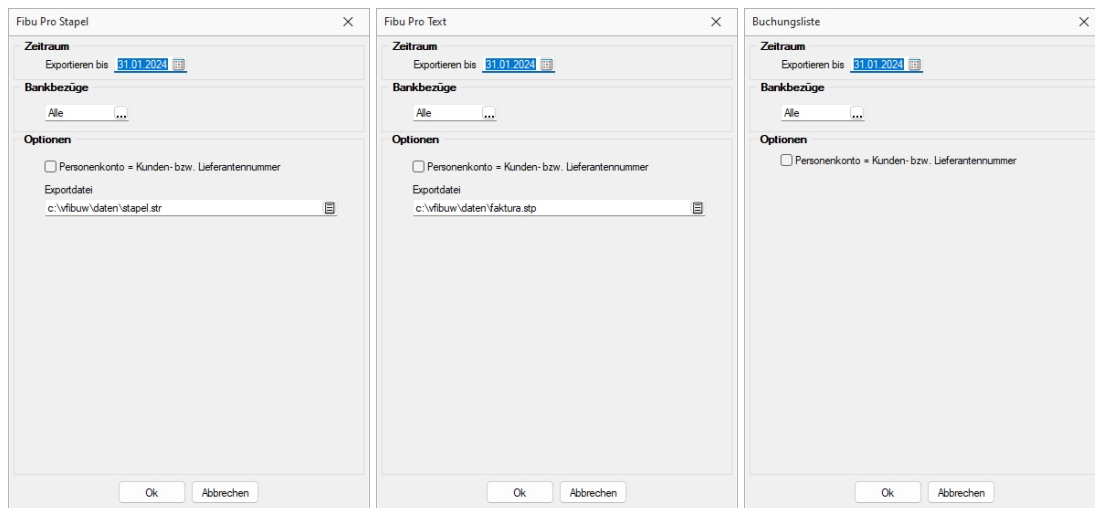 Fibu Pro Stapel
Zeitraum
Exportieren bis 31.01.2024
Bankbezüge
Alle ...
Optionen
Personenkonto = Kunden- bzw. Lieferantennummer
Exportdatei
c:\vfibuw\daten\stapel.str
Ok Abbrechen
Fibu Pro Text
Zeitraum
Exportieren bis 31.01.2024
Bankbezüge
Alle ...
Optionen
Personenkonto = Kunden- bzw. Lieferantennummer
Exportdatei
c:\vfibuw\daten\faktura.stp
Ok Abbrechen
Buchungsliste
Zeitraum
Exportieren bis 31.01.2024
Bankbezüge
Alle ...
Optionen
Personenkonto = Kunden- bzw. Lieferantennummer
Ok Abbrechen